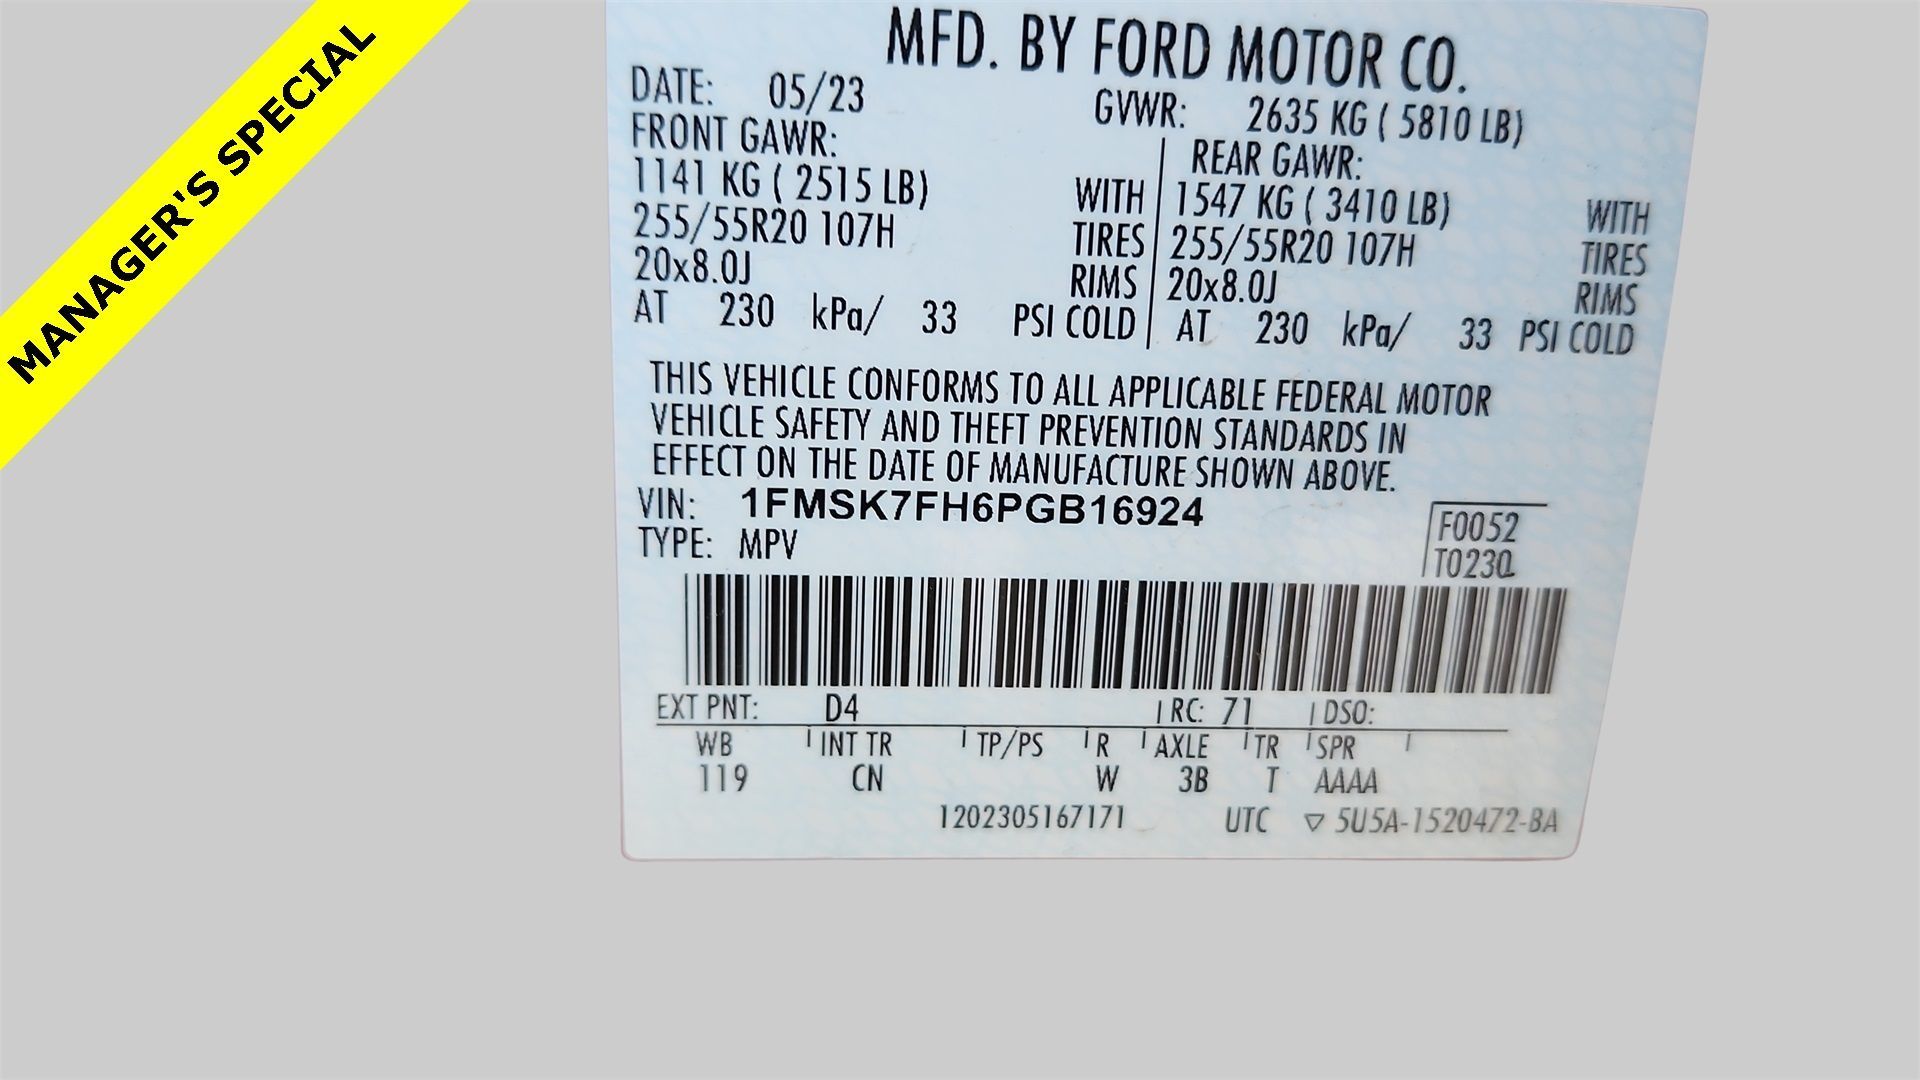 MANAGER'S SPECIAL
MFD. BY FORD MOTOR CO.
DATE: 05/23 GVWR: 2635 KG ( 5810 LB)
FRONT GAWR: REAR GAWR:
1141 KG ( 2515 LB) WITH 1547 KG ( 3410 LB) WITH
255/55R20 107H TIRES 255/55R20 107H TIRES
20x8.0J RIMS 20x8.0J RIMS
AT 230 kPa/ 33 PSI COLD AT 230 kPa/ 33 PSI COLD
THIS VEHICLE CONFORMS TO ALL APPLICABLE FEDERAL MOTOR
VEHICLE SAFETY AND THEFT PREVENTION STANDARDS IN
EFFECT ON THE DATE OF MANUFACTURE SHOWN ABOVE.
VIN: 1FMSK7FH6PGB16924
TYPE: MPV
F0052
T0230
EXT PNT: D4 RC: 71 DSO:
WB INT TR TP/PS R AXLE TR SPR
119 CN W 3B T AAAA
1202305167171 UTC ▽ 5U5A-1520472-BA